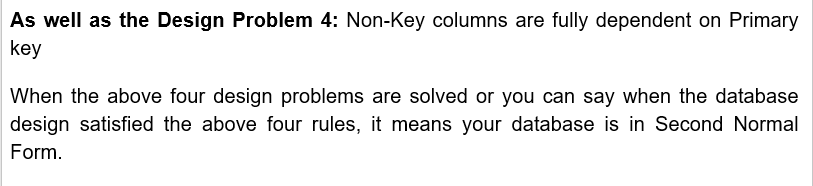 As well as the Design Problem 4: Non-Key columns are fully dependent on Primary
key
When the above four design problems are solved or you can say when the database
design satisfied the above four rules, it means your database is in Second Normal
Form.